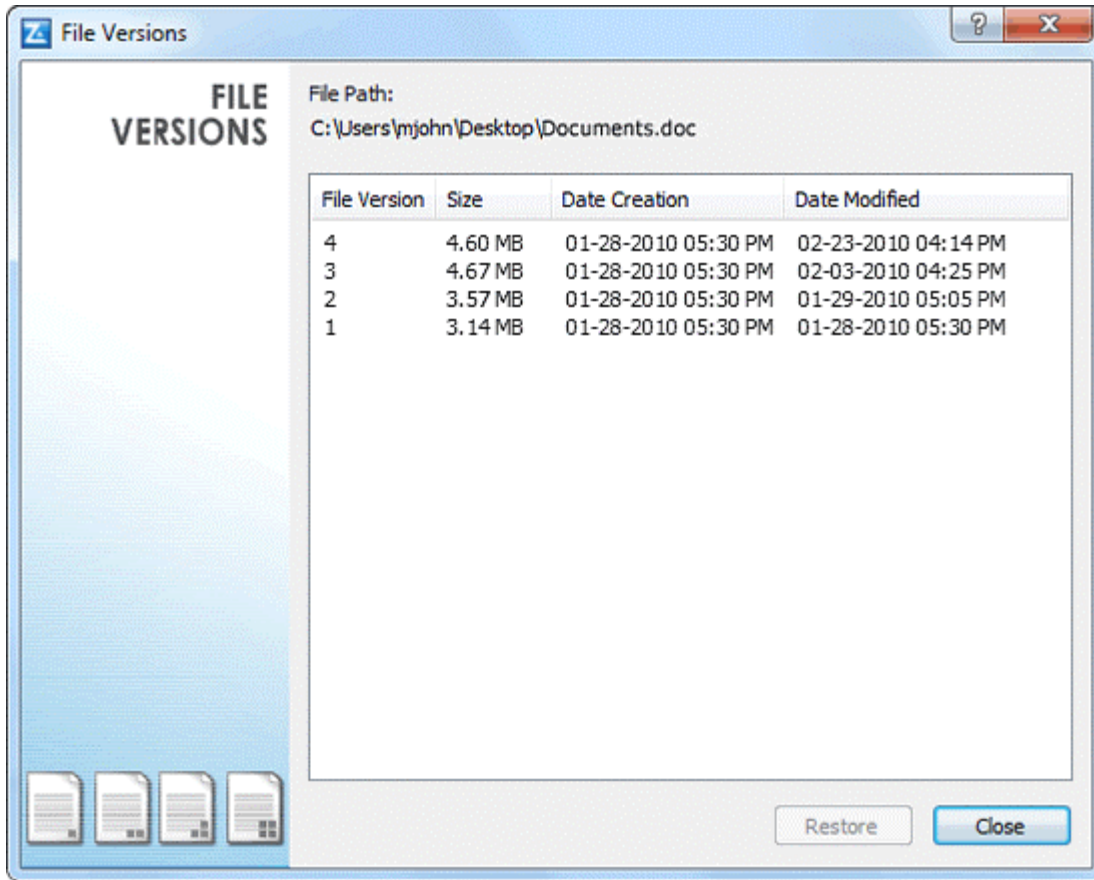 File Versions
FILE
VERSIONS
File Path:
C:\Users\mjohn\Desktop\Documents.doc
File Version Size Date Creation Date Modified
4 4.60 MB 01-28-2010 05:30 PM 02-23-2010 04:14 PM
3 4.67 MB 01-28-2010 05:30 PM 02-03-2010 04:25 PM
2 3.57 MB 01-28-2010 05:30 PM 01-29-2010 05:05 PM
1 3.14 MB 01-28-2010 05:30 PM 01-28-2010 05:30 PM
Restore Close